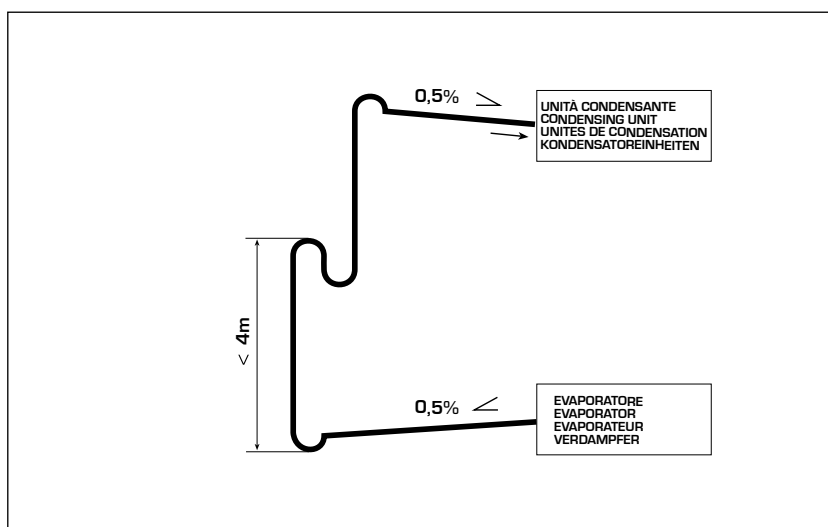 0,5%
UNITÀ CONDENSANTE
CONDENSING UNIT
UNITES DE CONDENSATION
KONDENSATOREINHEITEN
< 4m
0,5%
EVAPORATORE
EVAPORATOR
EVAPORATEUR
VERDAMPFER